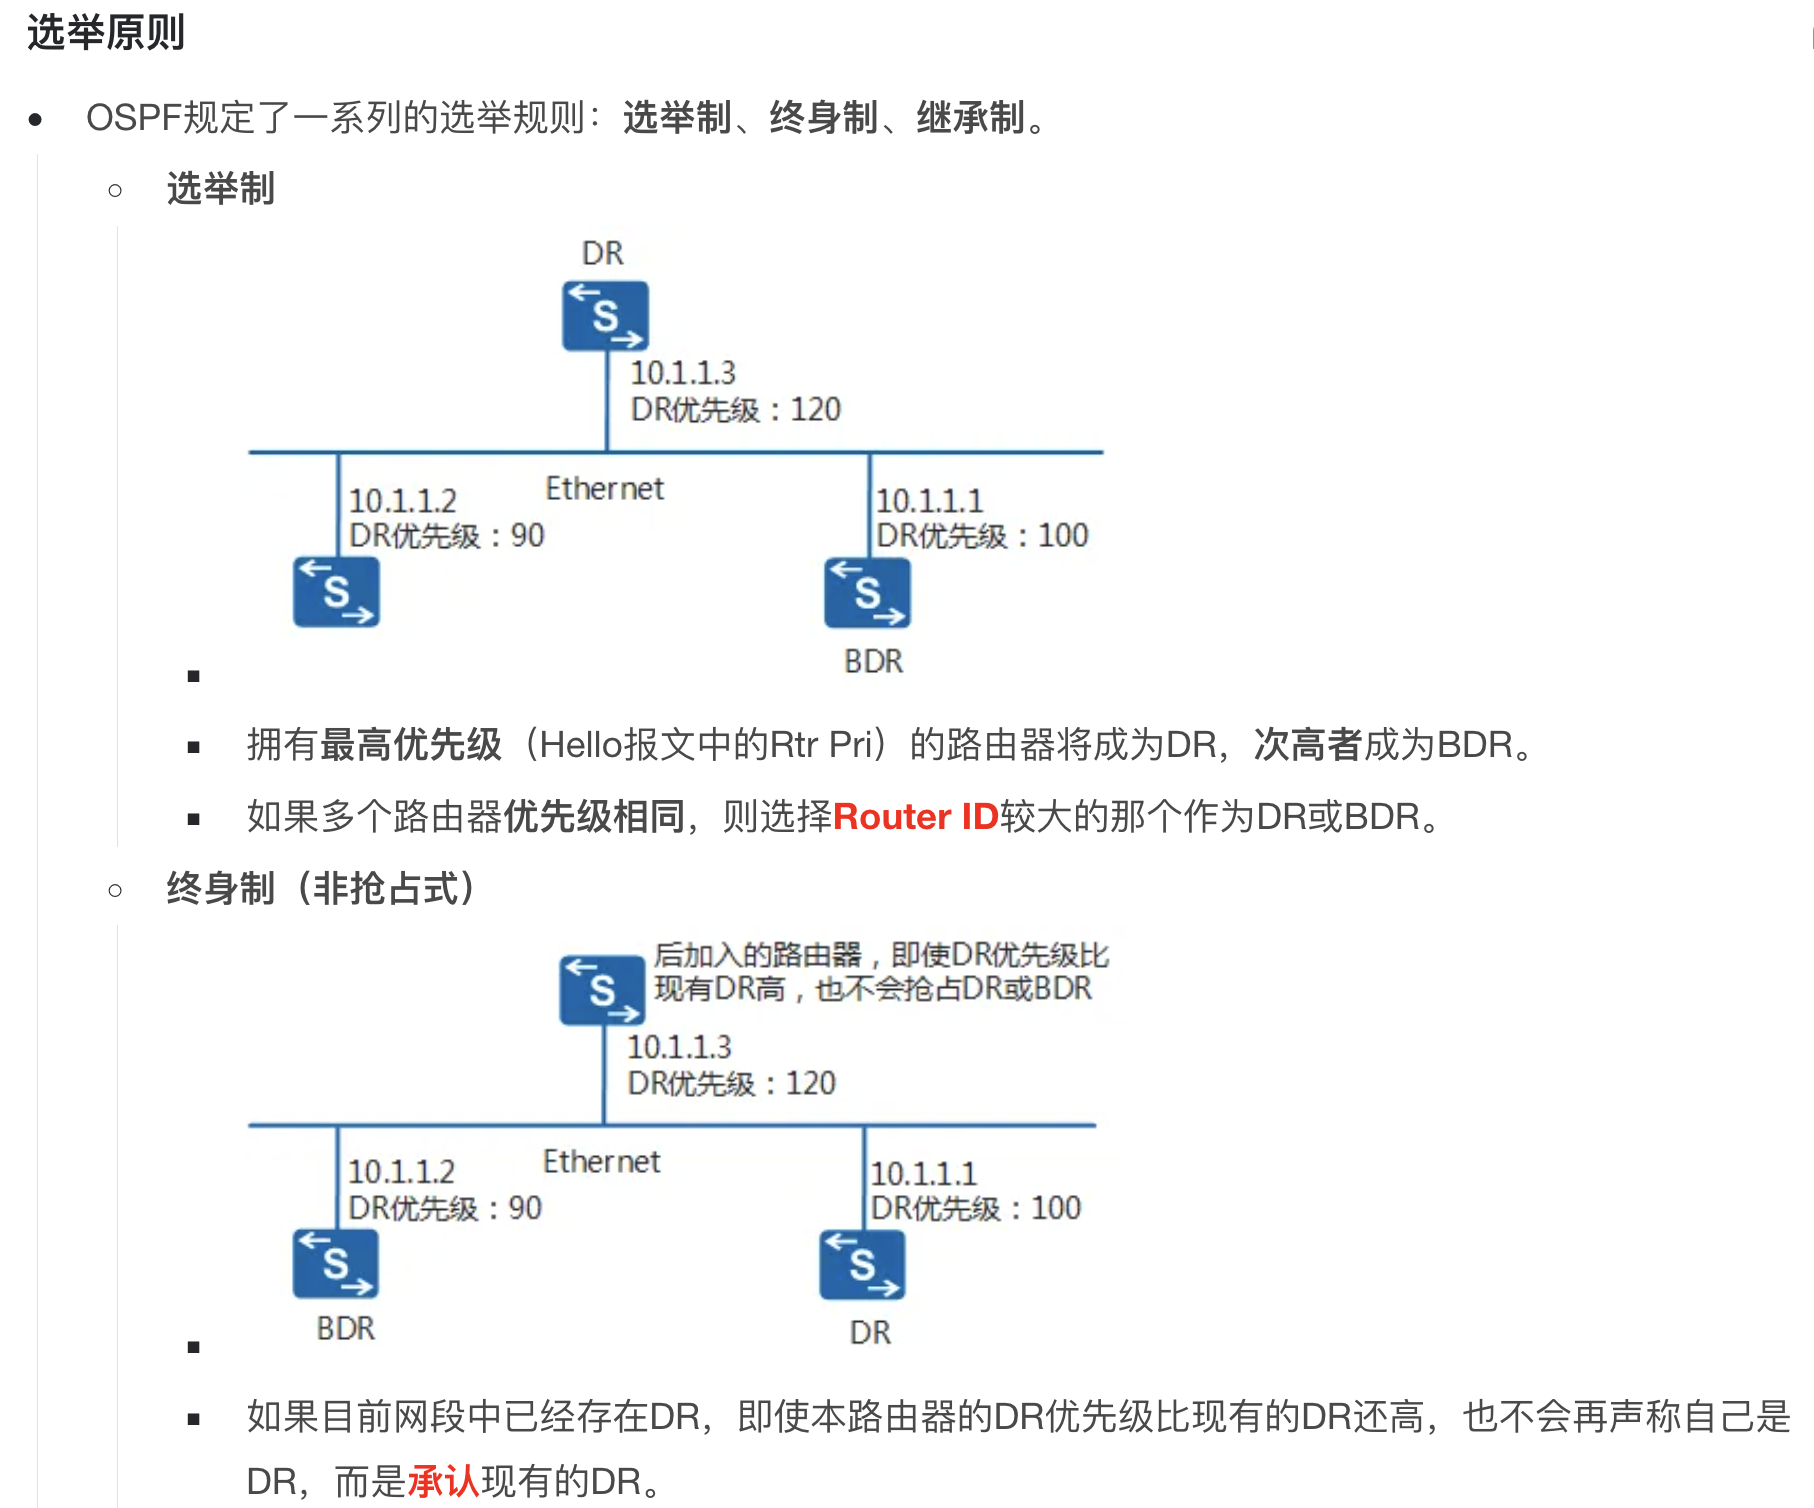 选举原则
OSPF规定了一系列的选举规则：选举制、终身制、继承制。
选举制
DR
S
10.1.1.3
DR优先级：120
Ethernet
10.1.1.2
DR优先级：90
S
10.1.1.1
DR优先级：100
S
BDR
拥有最高优先级（Hello报文中的Rtr Pri）的路由器将成为DR，次高者成为BDR。
如果多个路由器优先级相同，则选择Router ID较大的那个作为DR或BDR。
终身制（非抢占式）
后加入的路由器，即使DR优先级比
现有DR高，也不会抢占DR或BDR
S
10.1.1.3
DR优先级：120
Ethernet
10.1.1.2
DR优先级：90
S
BDR
10.1.1.1
DR优先级：100
S
DR
如果目前网段中已经存在DR，即使本路由器的DR优先级比现有的DR还高，也不会再声称自己是
DR，而是承认现有的DR。